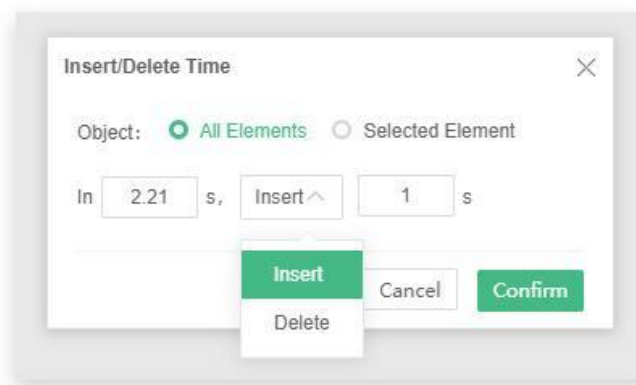 Insert/Delete Time
Object: All Elements Selected Element
In 2.21 s, Insert 1 s
Insert
Cancel Confirm
Delete